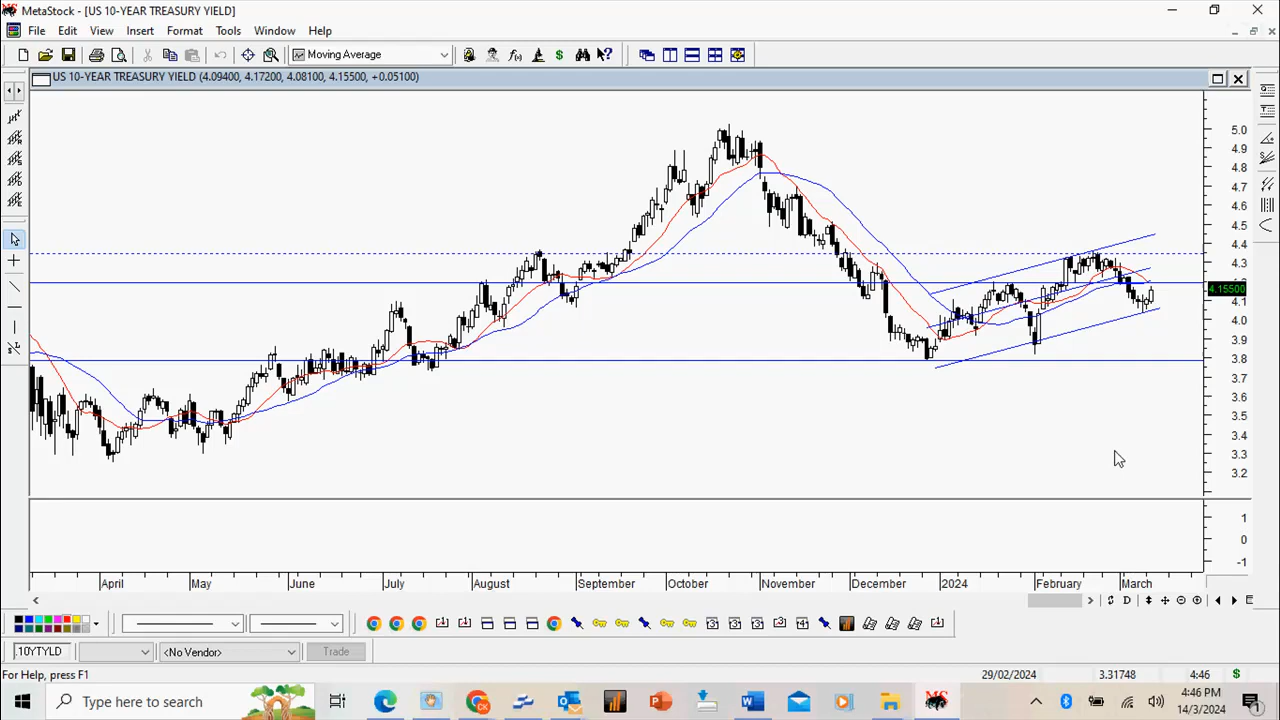 MetaStock - [US 10-YEAR TREASURY YIELD]
File Edit View Insert Format Tools Window Help
Moving Average
US 10-YEAR TREASURY YIELD (4.09400, 4.17200, 4.08100, 4.15500, +0.05100)
5.0
4.9
4.8
4.7
4.6
4.5
4.4
4.3
4.15500
4.1
4.0
3.9
3.8
3.7
3.6
3.5
3.4
3.3
3.2
1
0
-1
April May June July August September October November December 2024 February March
D
.10YTYLD <No Vendor> Trade
For Help, press F1 29/02/2024 3.31748 4:46 $
Type here to search
4:46 PM
14/3/2024